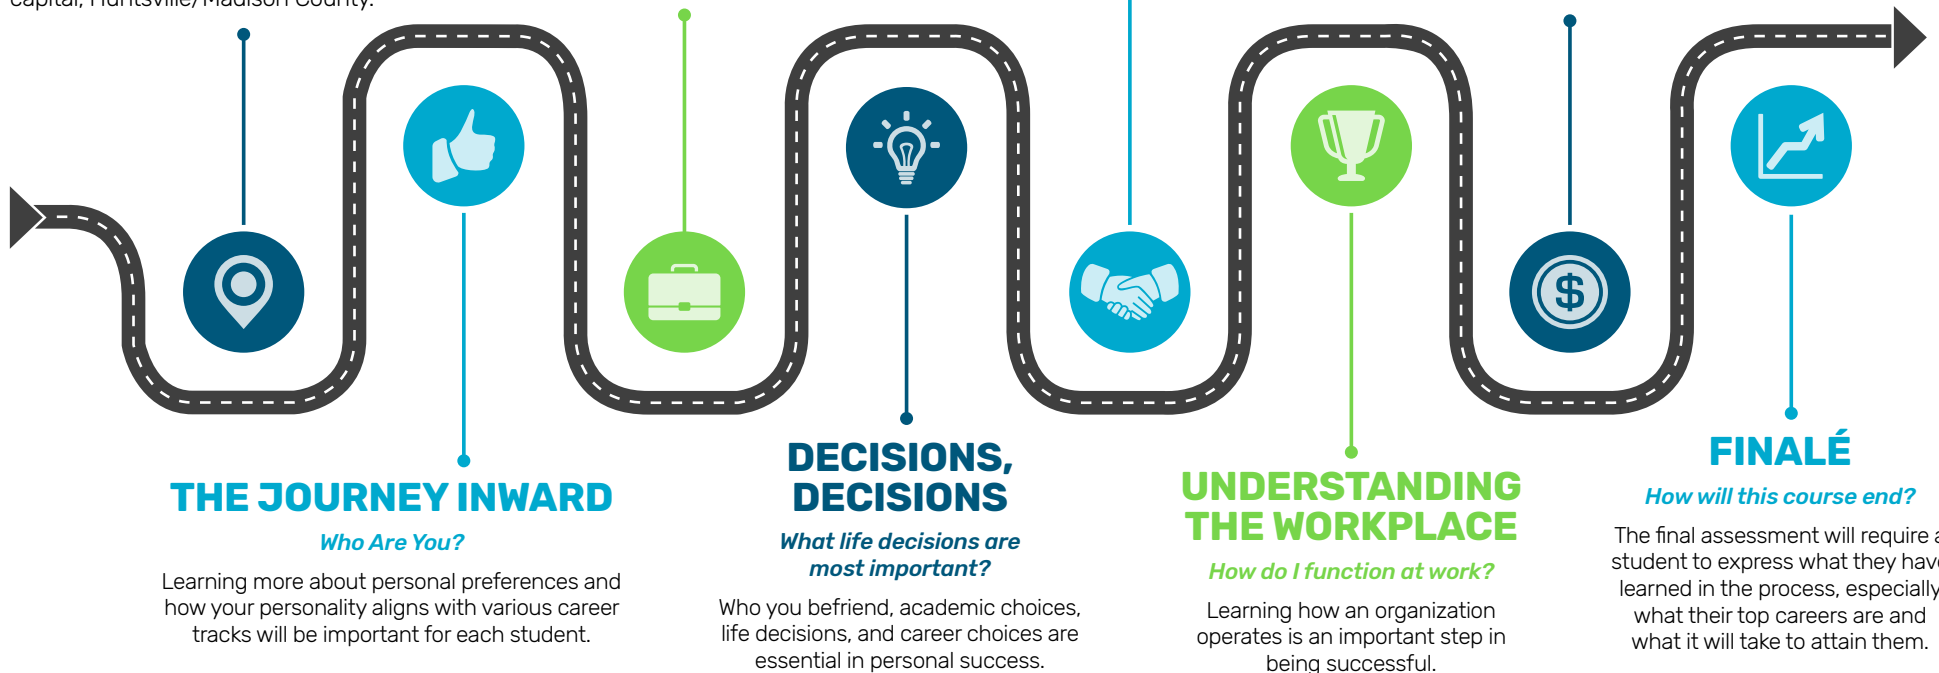 capital, Huntsville/Madison County.
THE JOURNEY INWARD
Who Are You?
Learning more about personal preferences and
how your personality aligns with various career
tracks will be important for each student.
DECISIONS,
DECISIONS
What life decisions are
most important?
Who you befriend, academic choices,
life decisions, and career choices are
essential in personal success.
UNDERSTANDING
THE WORKPLACE
How do I function at work?
Learning how an organization
operates is an important step in
being successful.
FINALÉ
How will this course end?
The final assessment will require a
student to express what they have
learned in the process, especially
what their top careers are and
what it will take to attain them.
$